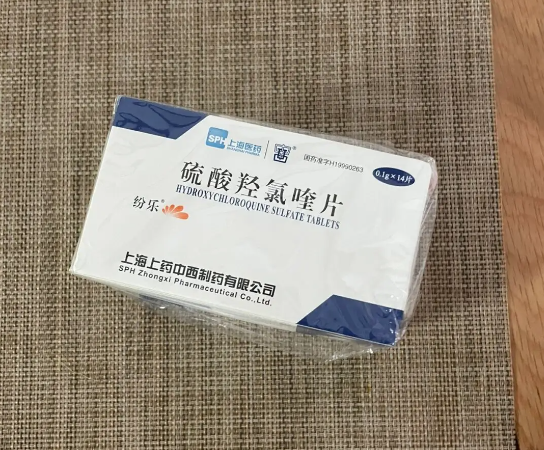 SPH 上海医药
国药准字H19990263
0.1g×14片
硫酸羟氯喹片
HYDROXYCHLOROQUINE SULFATE TABLETS
纷乐®
上海上药中西制药有限公司
SPH Zhongxi Pharmaceutical Co.,Ltd.